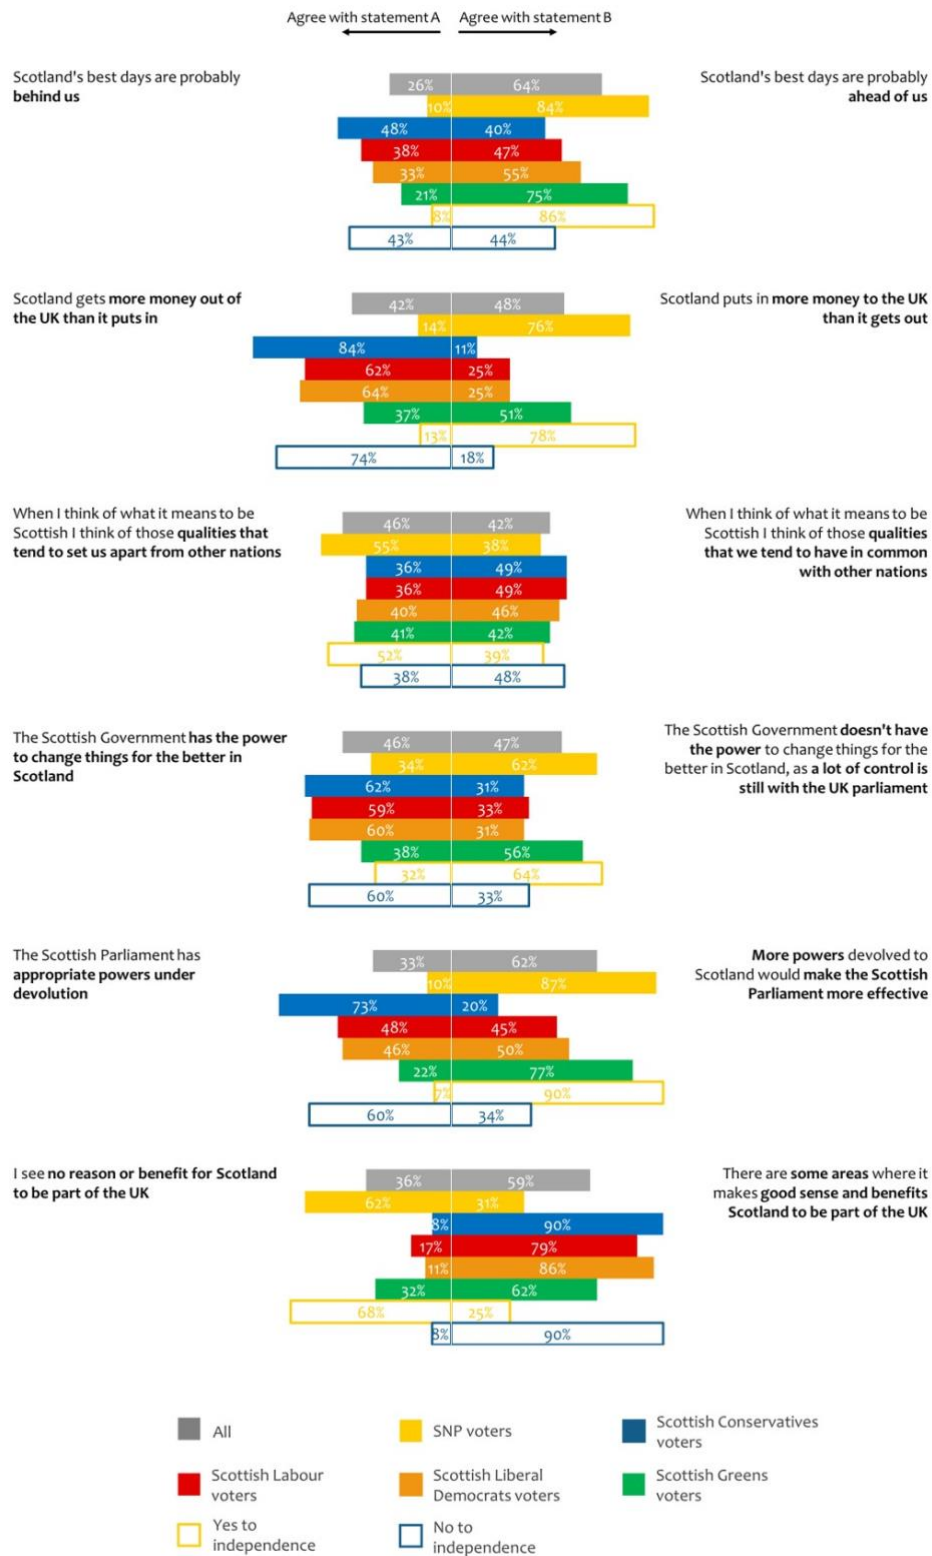 Agree with statement A
Agree with statement B
Scotland's best days are probably
behind us
26% 64%
10% 84%
48% 40%
38% 47%
33% 55%
21% 75%
8% 86%
43% 44%
Scotland's best days are probably
ahead of us
Scotland gets more money out of
the UK than it puts in
42% 48%
14% 76%
84% 11%
62% 25%
64% 25%
37% 51%
13% 78%
74% 18%
Scotland puts in more money to the UK
than it gets out
When I think of what it means to be
Scottish I think of those qualities that
tend to set us apart from other nations
46% 42%
55% 38%
36% 49%
36% 49%
40% 46%
41% 42%
52% 39%
38% 48%
When I think of what it means to be
Scottish I think of those qualities
that we tend to have in common
with other nations
The Scottish Government has the power
to change things for the better in
Scotland
46% 47%
34% 62%
62% 31%
59% 33%
60% 31%
38% 56%
32% 64%
60% 33%
The Scottish Government doesn't have
the power to change things for the
better in Scotland, as a lot of control is
still with the UK parliament
The Scottish Parliament has
appropriate powers under
devolution
33% 62%
10% 87%
73% 20%
48% 45%
46% 50%
22% 77%
7% 90%
60% 34%
More powers devolved to
Scotland would make the Scottish
Parliament more effective
I see no reason or benefit for Scotland
to be part of the UK
36% 59%
62% 31%
8% 90%
17% 79%
11% 86%
32% 62%
68% 25%
8% 90%
There are some areas where it
makes good sense and benefits
Scotland to be part of the UK
All
SNP voters
Scottish Conservatives
voters
Scottish Labour
voters
Scottish Liberal
Democrats voters
Scottish Greens
voters
Yes to
independence
No to
independence